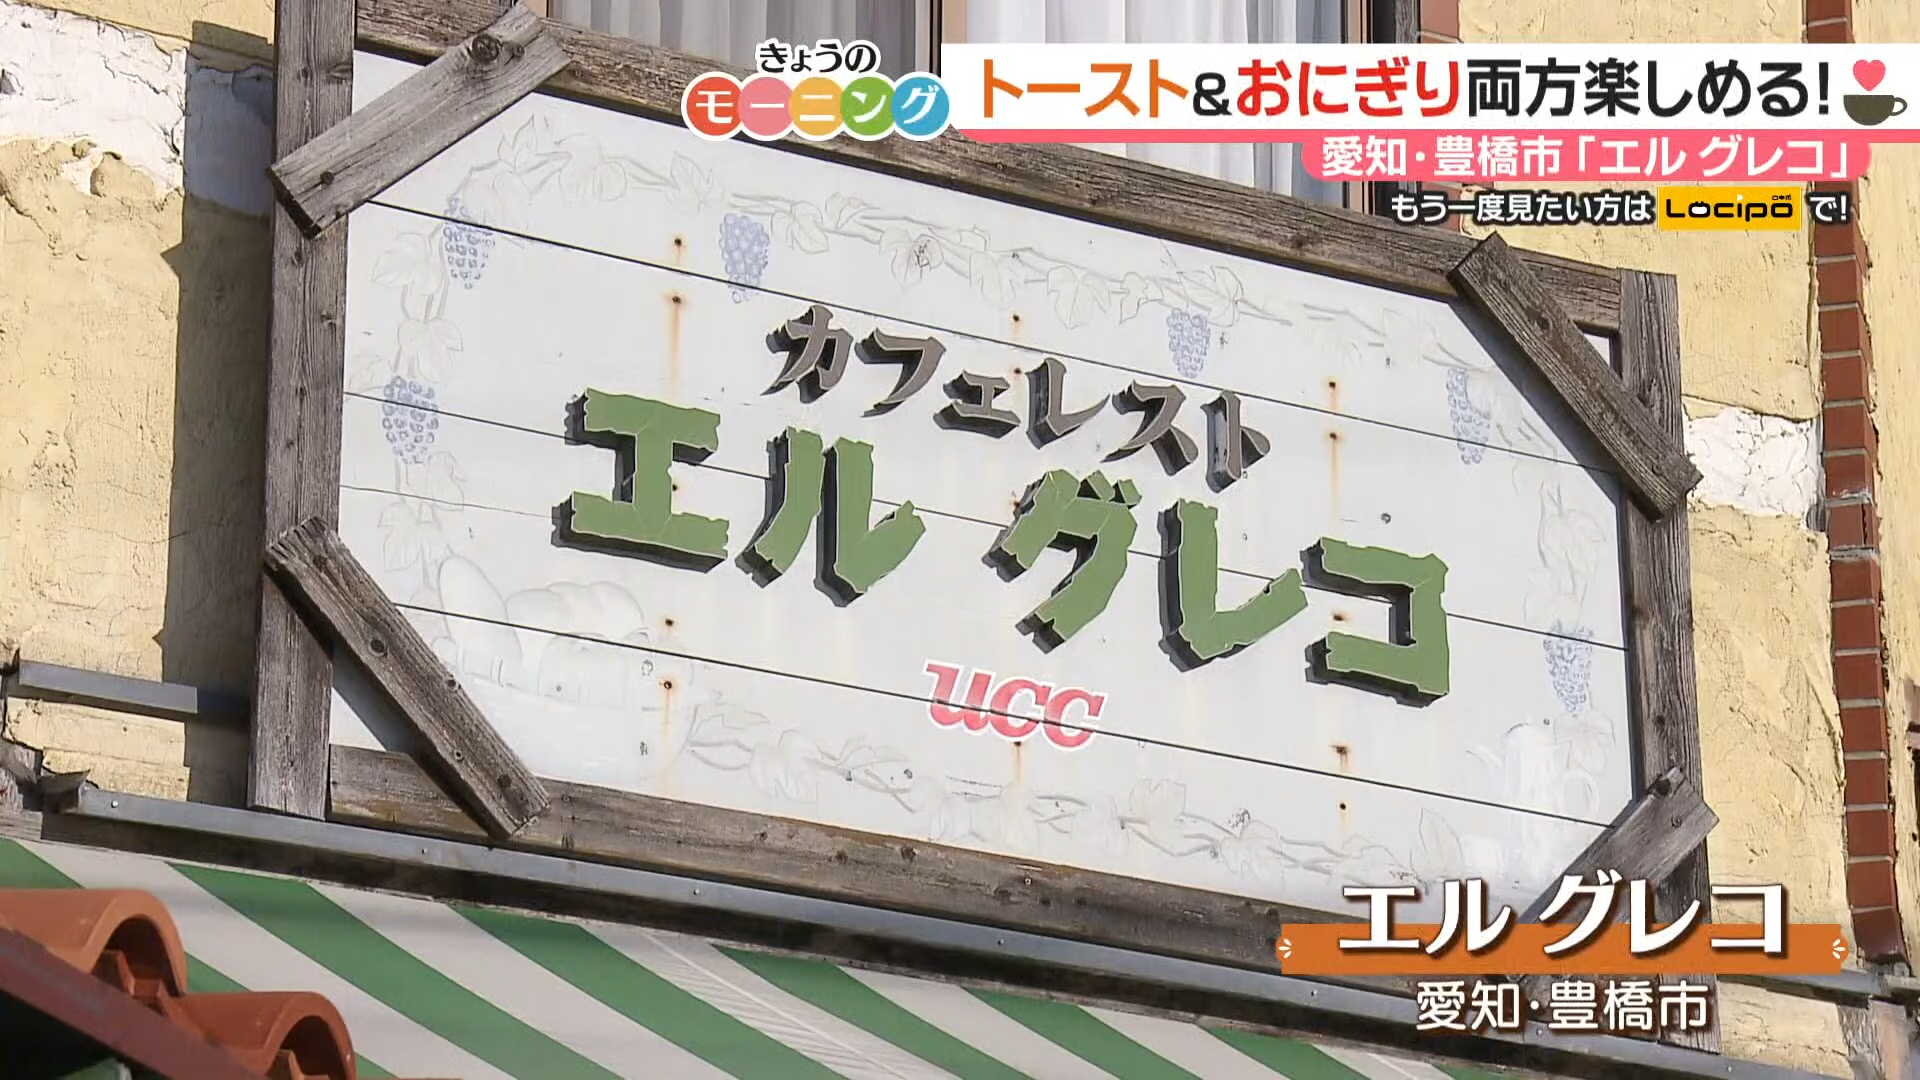 きょうの
モーニング
トースト&おにぎり両方楽しめる!
愛知・豊橋市「エル グレコ」
もう一度見たい方は Locipo ロキポ で!
カフェレスト
エル グレコ
UCC
エル グレコ
愛知・豊橋市